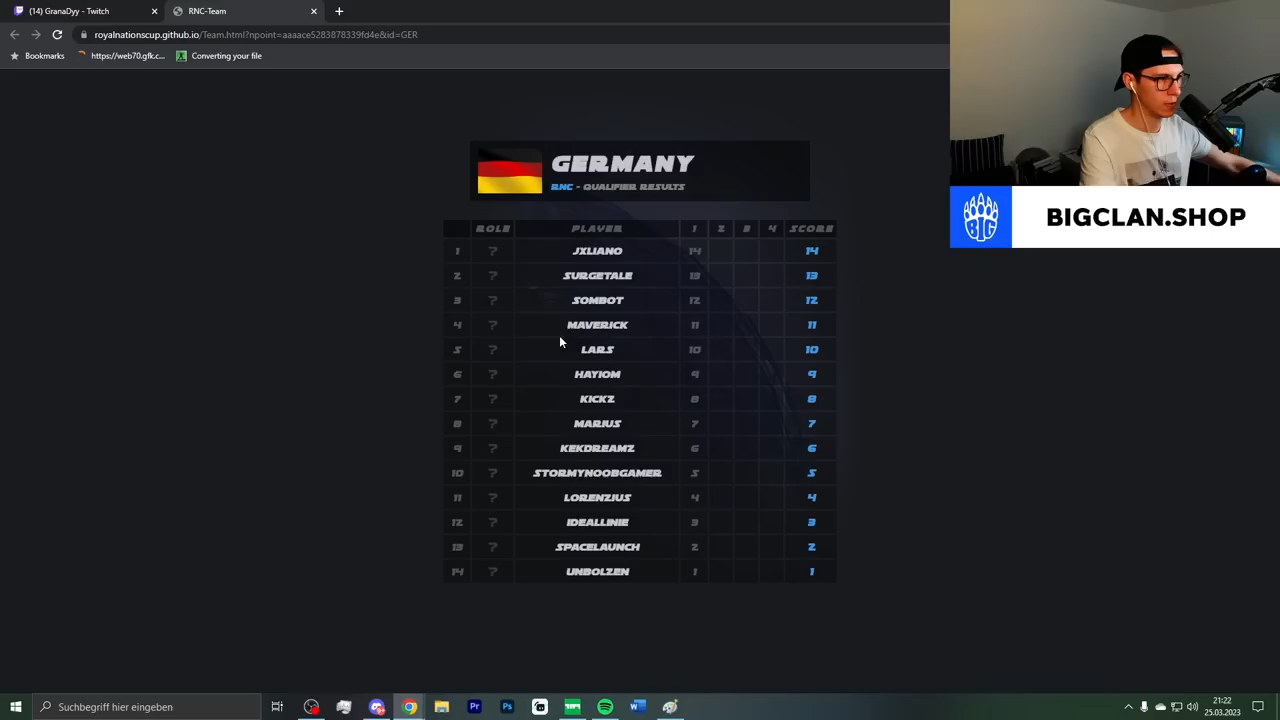 (14) GranaDyy - Twitch
RNC-Team
royalnationscup.github.io/Team.html?npoint=aaaace5283878339fd4e&id=GER
Bookmarks
https://web70.gfk.c...
Converting your file
GERMANY
RNC - QUALIFIER RESULTS
BIG
BIGCLAN.SHOP
ROLE PLAYER 1 2 3 4 SCORE
1 ? JXLIANO 14 14
2 ? SURGETALE 13 13
3 ? SOMBOT 12 12
4 ? MAVERICK 11 11
5 ? LARS 10 10
6 ? HAYIOM 9 9
7 ? KICKZ 8 8
8 ? MARIUS 7 7
9 ? KEKDREAMZ 6 6
10 ? STORMYNOOBGAMER 5 5
11 ? LORENZIUS 4 4
12 ? IDEALLINIE 3 3
13 ? SPACELAUNCH 2 2
14 ? UNBOLZEN 1 1
Suchbegriff hier eingeben
Pr
Ps
W
21:22
25.03.2023